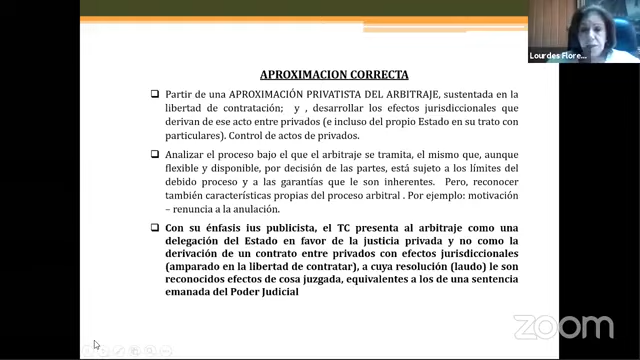 Lourdes Flore...
APROXIMACION CORRECTA
❑ Partir de una APROXIMACIÓN PRIVATISTA DEL ARBITRAJE, sustentada en la
libertad de contratación; y , desarrollar los efectos jurisdiccionales que
derivan de ese acto entre privados (e incluso del propio Estado en su trato con
particulares). Control de actos de privados.
❑ Analizar el proceso bajo el que el arbitraje se tramita, el mismo que, aunque
flexible y disponible, por decisión de las partes, está sujeto a los límites del
debido proceso y a las garantías que le son inherentes. Pero, reconocer
también características propias del proceso arbitral . Por ejemplo: motivación
– renuncia a la anulación.
❑ Con su énfasis ius publicista, el TC presenta al arbitraje como una
delegación del Estado en favor de la justicia privada y no como la
derivación de un contrato entre privados con efectos jurisdiccionales
(amparado en la libertad de contratar), a cuya resolución (laudo) le son
reconocidos efectos de cosa juzgada, equivalentes a los de una sentencia
emanada del Poder Judicial
zoom